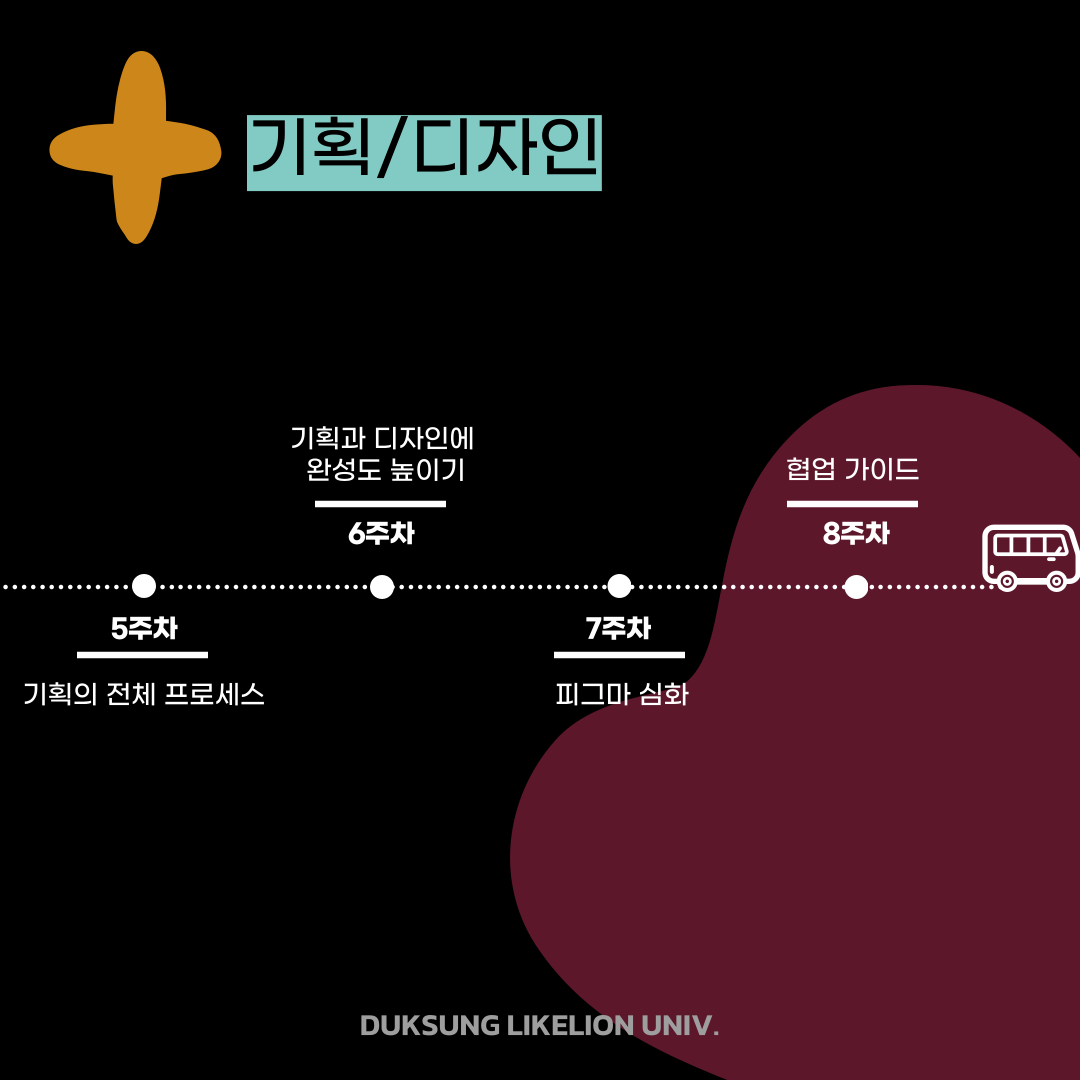 기획/디자인
5주차
기획의 전체 프로세스
기획과 디자인에
완성도 높이기
6주차
7주차
피그마 심화
협업 가이드
8주차
DUKSUNG LIKELION UNIV.